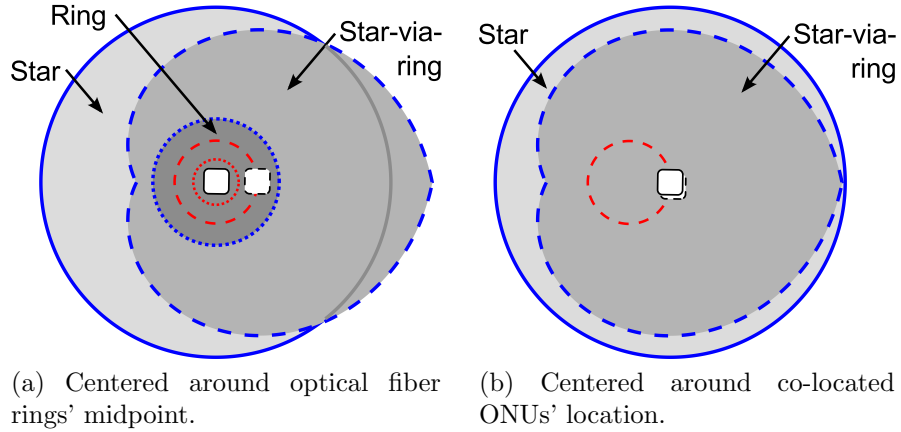 Ring
Star
Star-via-
ring
Star
Star-via-
ring
(a) Centered around optical fiber
rings' midpoint.
(b) Centered around co-located
ONUs' location.